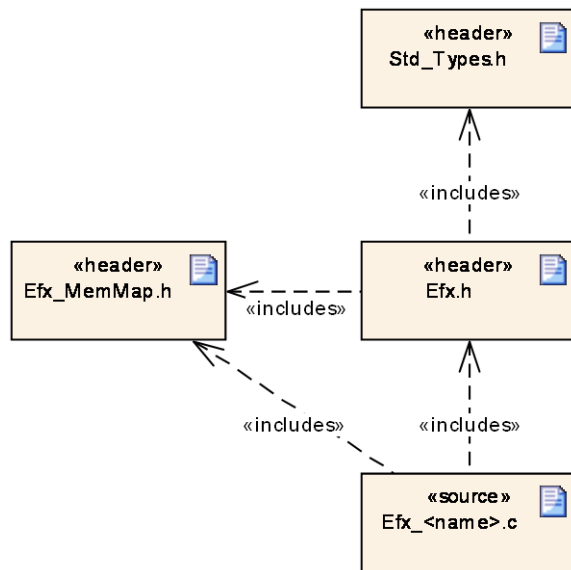 «header»
Std_Types.h
«includes»
«header»
Efx_MemMap.h
«header»
Efx.h
«includes»
«includes»
«includes»
«source»
Efx_<name>.c